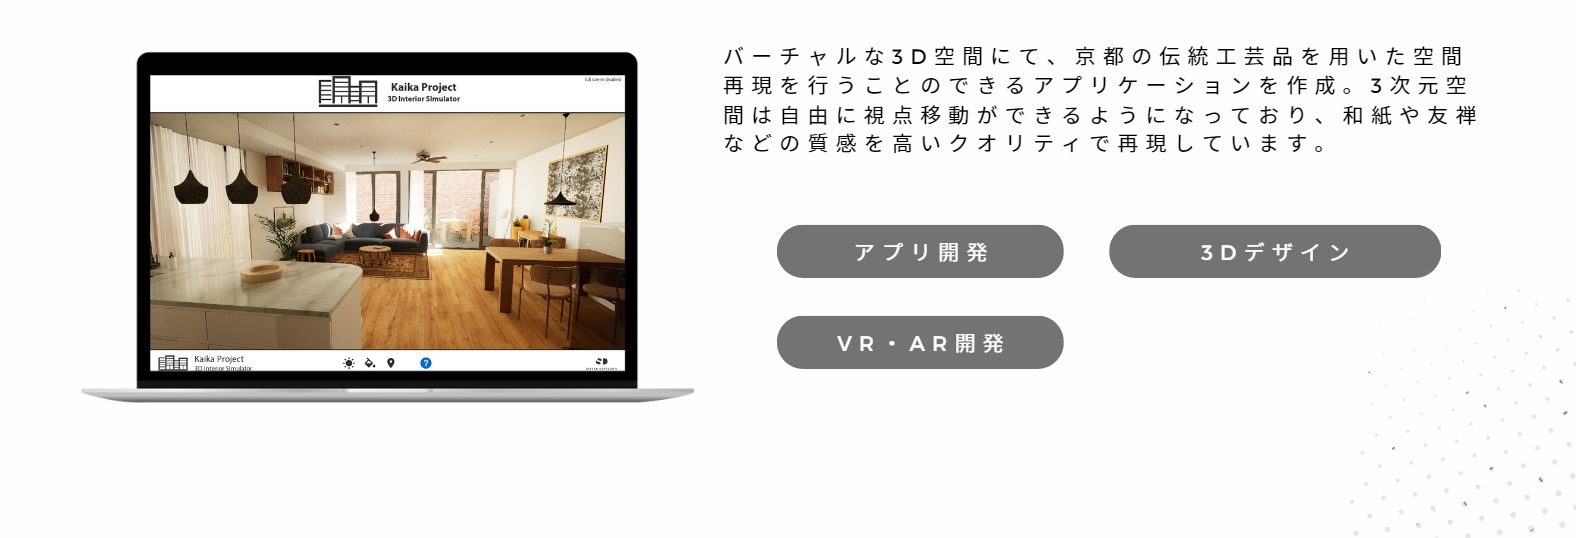 Kaika Project
3D Interior Simulator
Kaika Project
3D Interior Simulator
?
バーチャルな3D空間にて、京都の伝統工芸品を用いた空間
再現を行うことのできるアプリケーションを作成。3次元空
間は自由に視点移動ができるようになっており、和紙や友禅
などの質感を高いクオリティで再現しています。
アプリ開発
3Dデザイン
VR・AR開発